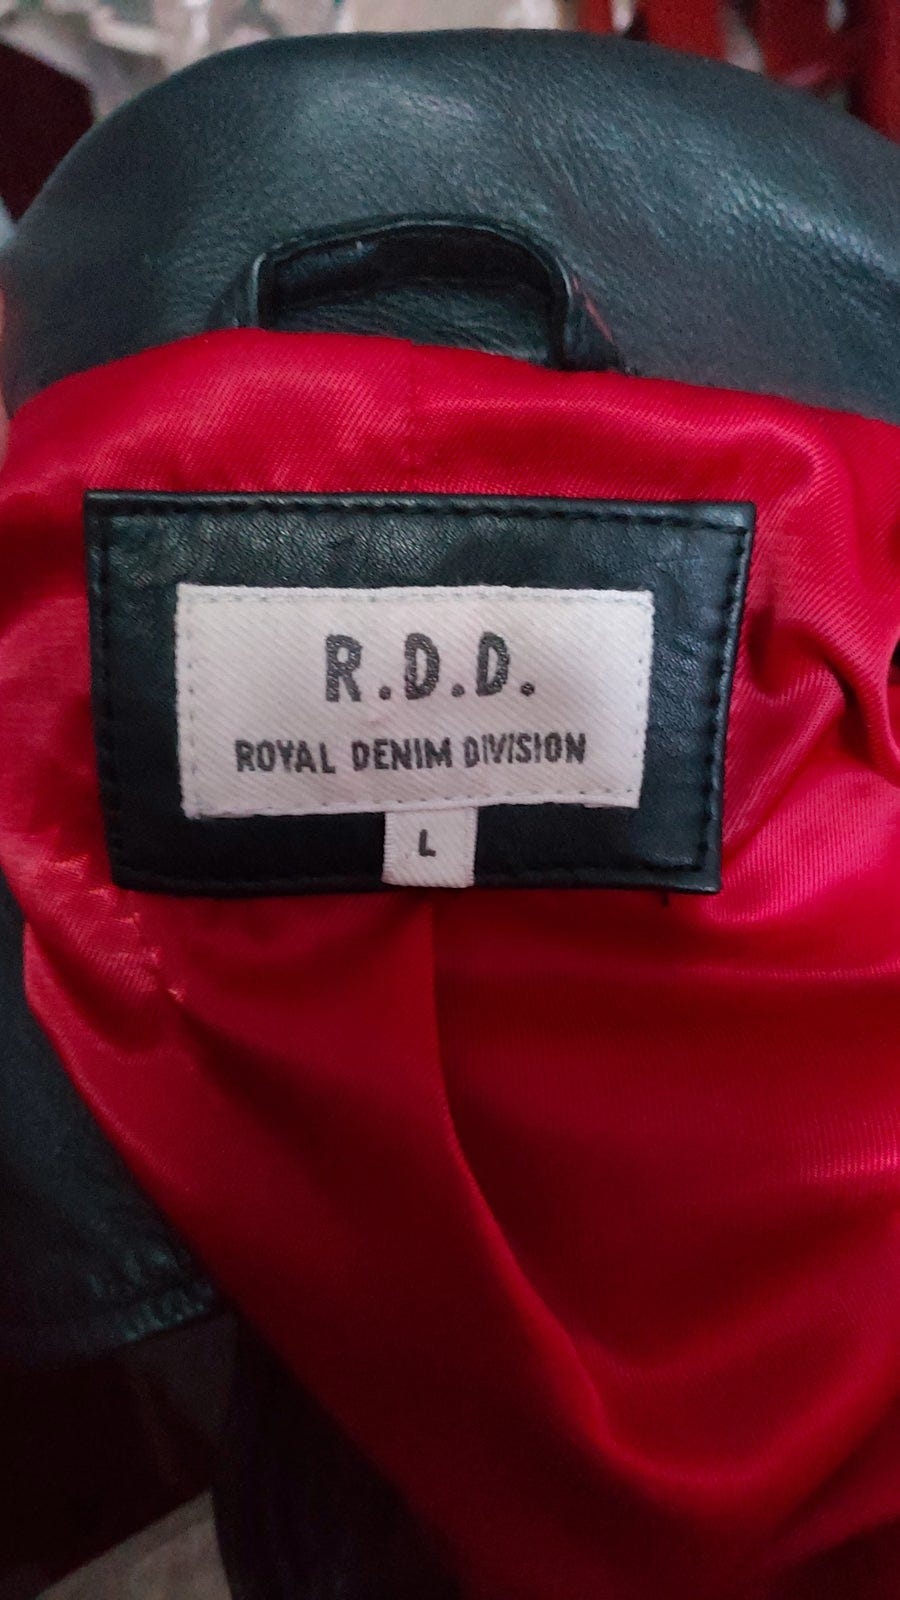 R.D.D.
ROYAL DENIM DIVISION
L